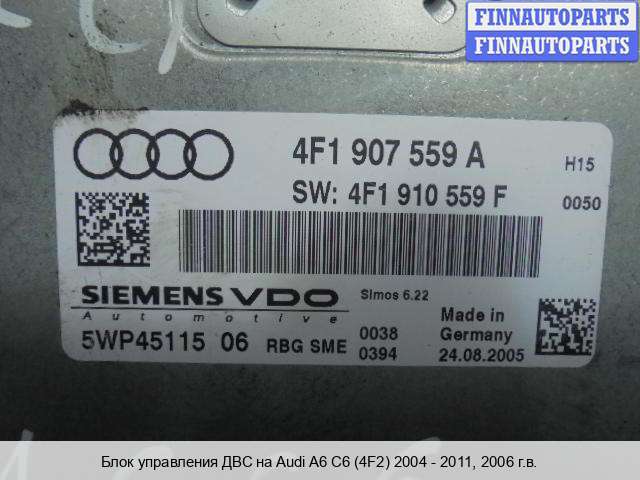 FINNAUTOPARTS
FINNAUTOPARTS
4F1 907 559 A
H15
SW: 4F1 910 559 F
0050
SIEMENS VDO
Automotive
Simos 6.22
Made in
Germany
5WP45115 06
RBG SME
0038
0394
24.08.2005
Блок управления ДВС на Audi A6 C6 (4F2) 2004 - 2011, 2006 г.в.